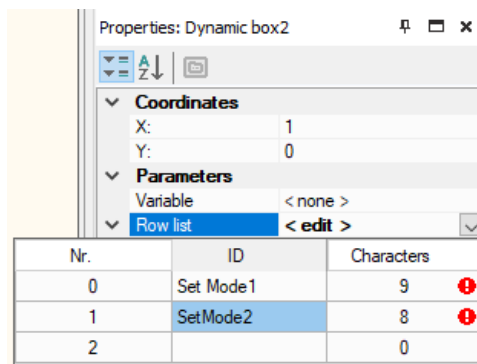 Properties: Dynamic box2
Coordinates
X: 1
Y: 0
Parameters
Variable < none >
Row list < edit >
Nr. ID Characters
0 Set Mode1 9
1 SetMode2 8
2 0